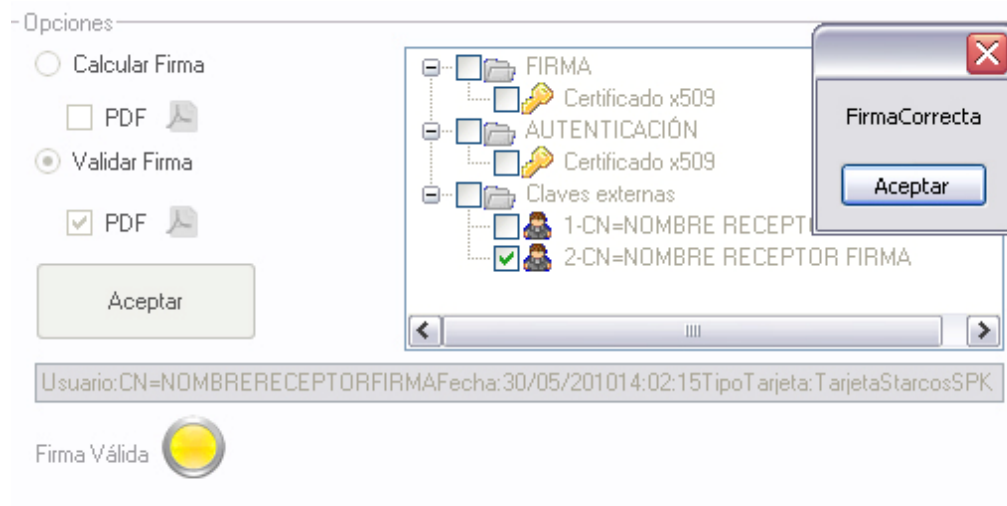 Opciones
Calcular Firma
PDF
Validar Firma
PDF
Aceptar
FIRMA
Certificado x509
AUTENTICACIÓN
Certificado x509
Claves externas
1-CN=NOMBRE RECEPT
2-CN=NOMBRE RECEPTOR FIRMA
FirmaCorrecta
Aceptar
Usuario:CN=NOMBRERECEPTORFIRMAFecha:30/05/201014:02:15TipoTarjeta:TarjetaStarcosSPK
Firma Válida